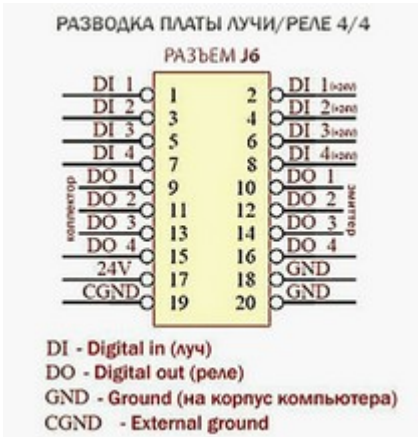 РАЗВОДКА ПЛАТЫ ЛУЧИ/РЕЛЕ 4/4
РАЗЪЕМ J6
DI 1 1 2 DI 1
DI 2 3 4 DI 2
DI 3 5 6 DI 3
DI 4 7 8 DI 4
DO 1 9 10 DO 1
DO 2 11 12 DO 2
DO 3 13 14 DO 3
DO 4 15 16 DO 4
коллектор
эмиттер
24V 17 18 GND
CGND 19 20 GND
DI - Digital in (луч)
DO - Digital out (реле)
GND - Ground (на корпус компьютера)
CGND - External ground